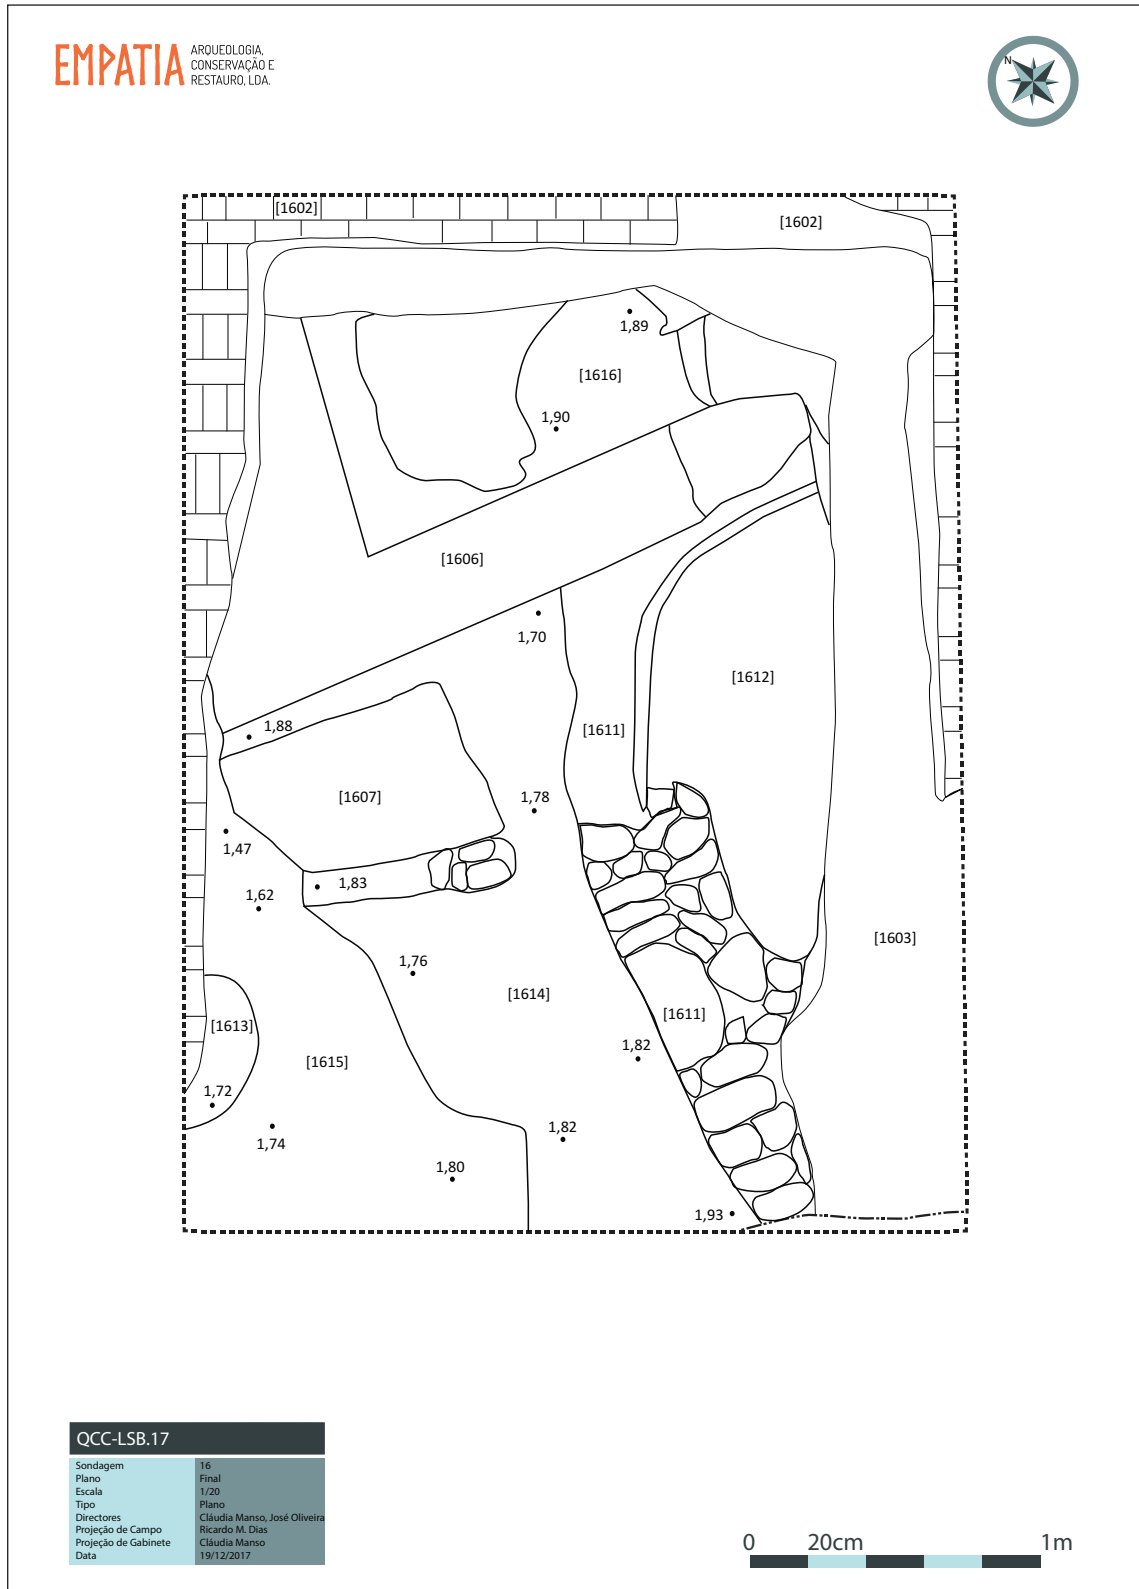 EMPATIA
ARQUEOLOGIA,
CONSERVAÇÃO E
RESTAURO, LDA.
N
[1602]
[1602]
1,89
[1616]
1,90
[1606]
1,70
[1612]
1,88
[1611]
[1607]
1,78
1,47
1,83
1,62
[1603]
1,76
[1614]
[1611]
[1613]
1,82
[1615]
1,72
1,82
1,74
1,80
1,93
QCC-LSB.17
Sondagem 16
Plano Final
Escala 1/20
Tipo Plano
Directores Cláudia Manso, José Oliveira
Projeção de Campo Ricardo M. Dias
Projeção de Gabinete Cláudia Manso
Data 19/12/2017
0 20cm 1m